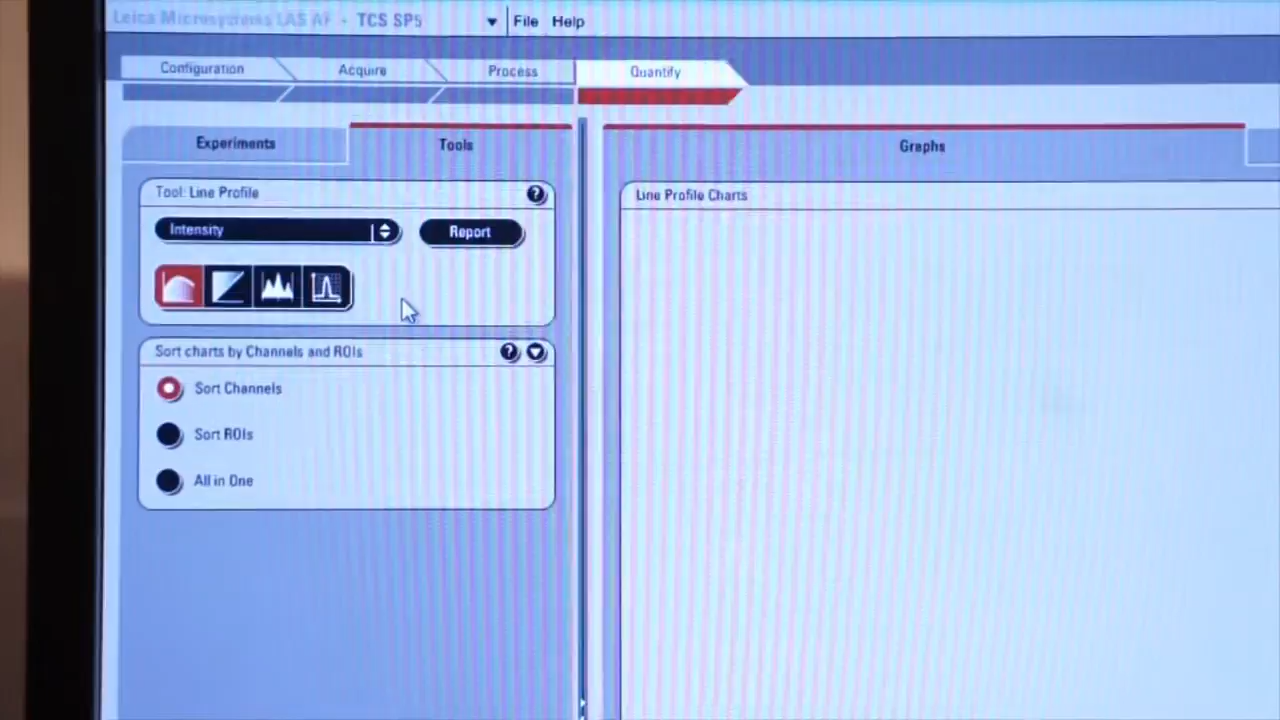 Leica Microsystems LAS AF - TCS SP5 File Help
Configuration Acquire Process Quantify
Experiments Tools Graphs
Tool: Line Profile ?
Line Profile Charts
Intensity Report
Sort charts by Channels and ROIs ?
Sort Channels
Sort ROIs
All in One